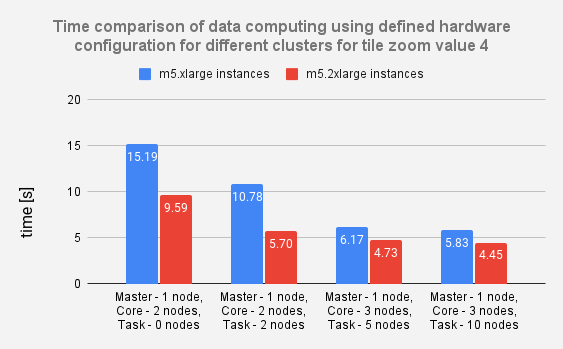 Time comparison of data computing using defined hardware
configuration for different clusters for tile zoom value 4
m5.xlarge instances m5.2xlarge instances
20
15
10
5
0
time [s]
15.19
9.59
10.78
5.70
6.17
4.73
5.83
4.45
Master - 1 node,
Core - 2 nodes,
Task - 0 nodes
Master - 1 node,
Core - 2 nodes,
Task - 2 nodes
Master - 1 node,
Core - 3 nodes,
Task - 5 nodes
Master - 1 node,
Core - 3 nodes,
Task - 10 nodes